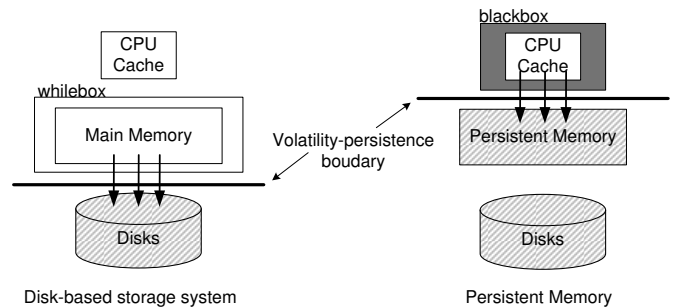 CPU
Cache
whilebox
Main Memory
Disks
Disk-based storage system
Volatility-persistence
boudary
blackbox
CPU
Cache
Persistent Memory
Disks
Persistent Memory